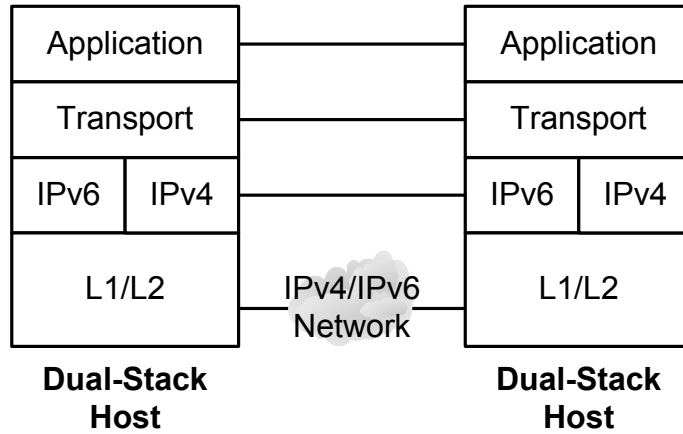 Application
Application
Transport
Transport
IPv6 IPv4
IPv6 IPv4
L1/L2
IPv4/IPv6
Network
L1/L2
Dual-Stack
Host
Dual-Stack
Host